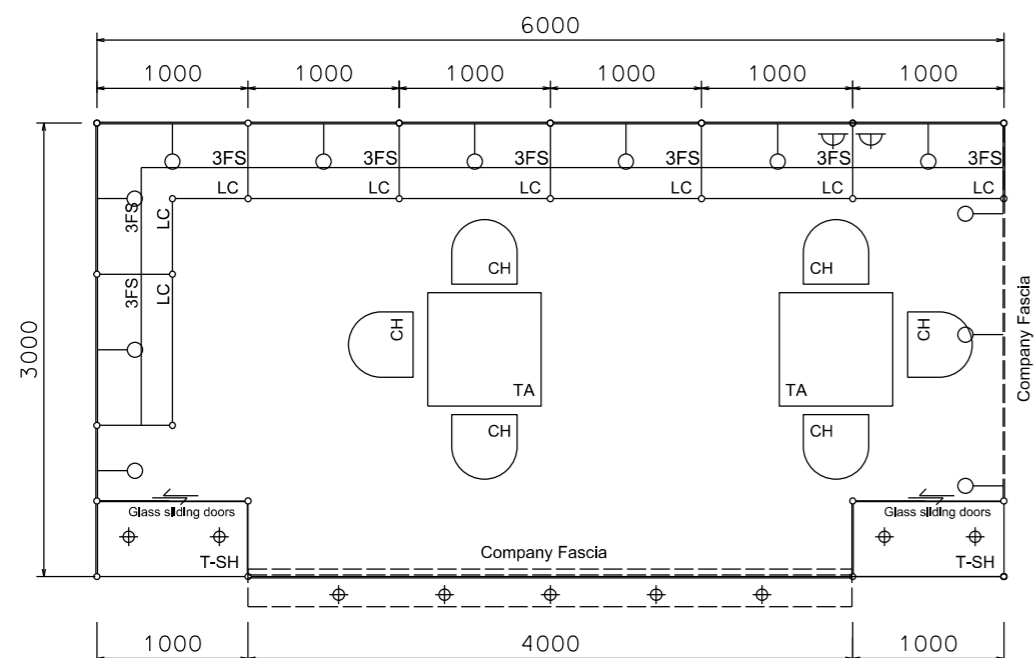 6000
1000 1000 1000 1000 1000 1000
3FS 3FS 3FS 3FS 3FS 3FS
LC LC LC LC LC LC
3FS LC
3FS LC
3000
CH CH
CH CH
TA TA
CH CH
Company Fascia
Glass sliding doors Glass sliding doors
Company Fascia
T-SH T-SH
1000 4000 1000